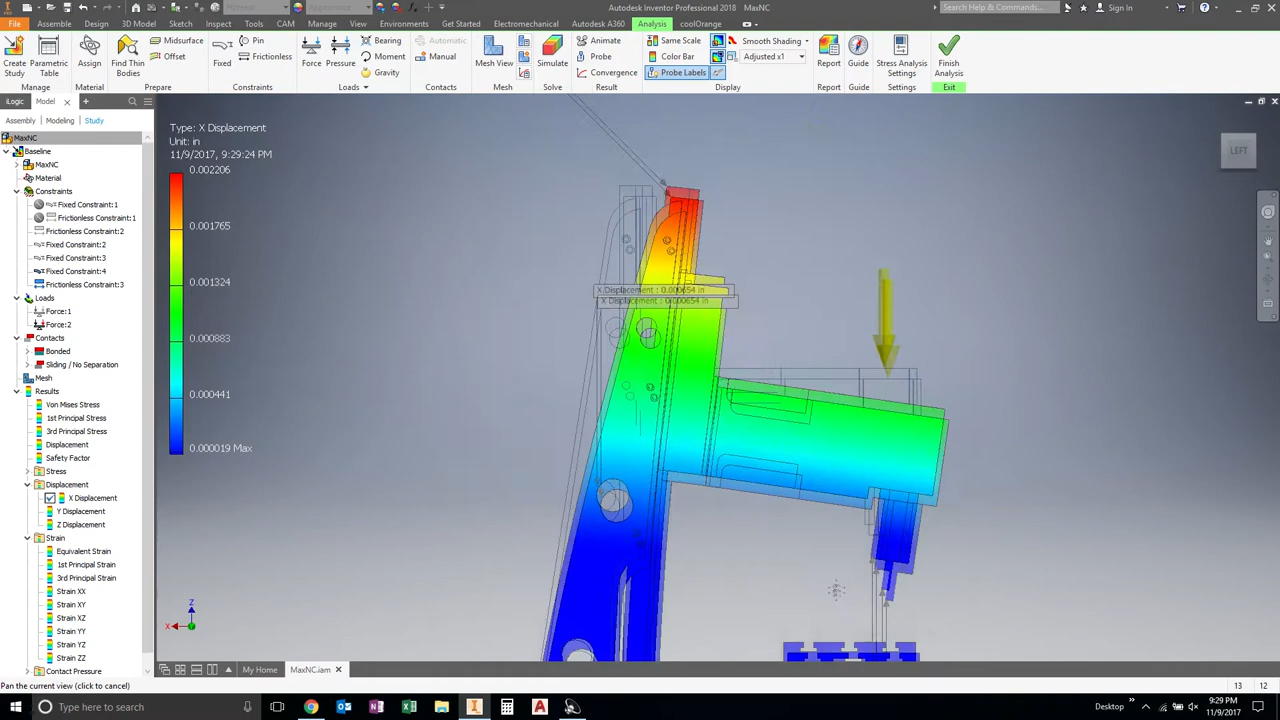 Material
Appearance
Autodesk Inventor Professional 2018 MaxNC
Search Help & Commands...
Sign In
File
Design
3D Model
Sketch
Inspect
Tools
CAM
Manage
View
Environments
Get Started
Electromechanical
Autodesk A360
Analysis
coolOrange
Create Study
Parametric Table
Assign
Find Thin Bodies
Midsurface
Offset
Fixed
Pin
Frictionless
Force
Pressure
Bearing
Moment
Gravity
Automatic
Manual
Mesh View
Simulate
Animate
Probe
Convergence
Same Scale
Color Bar
Probe Labels
Smooth Shading
Adjusted x1
Report
Guide
Stress Analysis Settings
Finish Analysis
Manage
Material
Prepare
Constraints
Loads
Contacts
Mesh
Solve
Result
Display
Report
Guide
Settings
Exit
iLogic
Model
Assembly
Modeling
Study
MaxNC
Baseline
MaxNC
Material
Constraints
Fixed Constraint:1
Frictionless Constraint:1
Frictionless Constraint:2
Fixed Constraint:2
Fixed Constraint:3
Fixed Constraint:4
Frictionless Constraint:3
Loads
Force:1
Force:2
Contacts
Bonded
Sliding / No Separation
Mesh
Results
Von Mises Stress
1st Principal Stress
3rd Principal Stress
Displacement
Safety Factor
Stress
Displacement
X Displacement
Y Displacement
Z Displacement
Strain
Equivalent Strain
1st Principal Strain
3rd Principal Strain
Strain XX
Strain XY
Strain XZ
Strain YY
Strain YZ
Strain ZZ
Contact Pressure
Type: X Displacement
Unit: in
11/9/2017, 9:29:24 PM
0.002206
0.001765
0.001324
0.000883
0.000441
0.000019 Max
X Displacement : 0.000654 in
X Displacement : 0.000654 in
LEFT
Z
X
My Home
MaxNC.iam
Pan the current view (click to cancel)
13
12
Type here to search
Desktop
9:29 PM
11/9/2017